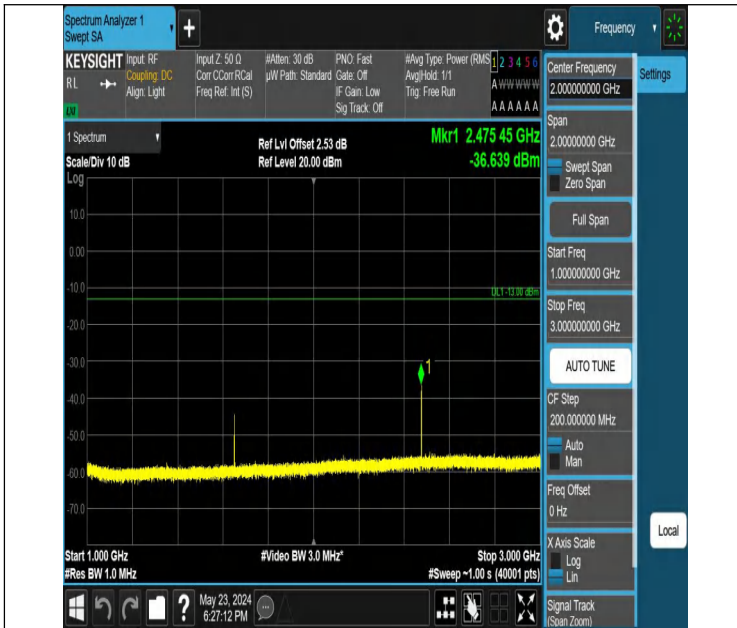 Spectrum Analyzer 1
Swept SA
Frequency
KEYSIGHT
RL
LXI
Input: RF
Coupling: DC
Align: Light
Input Z: 50 Ω
Corr CCorr RCal
Freq Ref: Int (S)
#Atten: 30 dB
µW Path: Standard
PNO: Fast
Gate: Off
IF Gain: Low
Sig Track: Off
#Avg Type: Power (RMS
Avg|Hold: 1/1
Trig: Free Run
1 2 3 4 5 6
A W W W W W
A A A A A A
1 Spectrum
Scale/Div 10 dB
Ref Lvl Offset 2.53 dB
Ref Level 20.00 dBm
Mkr1 2.475 45 GHz
-36.639 dBm
Log
10.0
0.00
-10.0
DL1 -13.00 dBm
-20.0
-30.0
1
-40.0
-50.0
-60.0
-70.0
Start 1.000 GHz
#Video BW 3.0 MHz*
Stop 3.000 GHz
#Res BW 1.0 MHz
#Sweep ~1.00 s (40001 pts)
?
May 23, 2024
6:27:12 PM
Center Frequency
2.000000000 GHz
Settings
Span
2.00000000 GHz
Swept Span
Zero Span
Full Span
Start Freq
1.000000000 GHz
Stop Freq
3.000000000 GHz
AUTO TUNE
CF Step
200.000000 MHz
Auto
Man
Freq Offset
0 Hz
X Axis Scale
Log
Lin
Local
Signal Track
(Span Zoom)